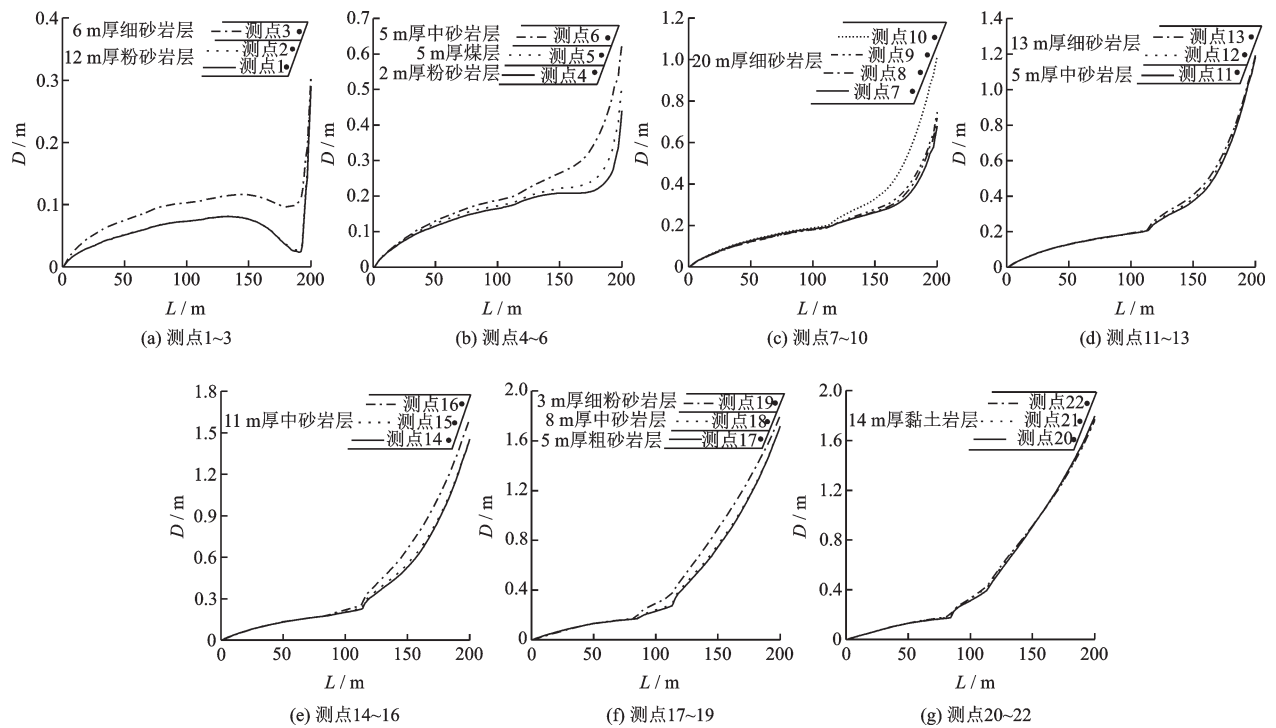 0.4
0.3
0.2
0.1
0
D / m
6 m厚细砂岩层
12 m厚粉砂岩层
测点3
测点2
测点1
0 50 100 150 200
L / m
(a) 测点1~3
0.7
0.6
0.5
0.4
0.3
0.2
0.1
0
D / m
5 m厚中砂岩层
5 m厚煤层
2 m厚粉砂岩层
测点6
测点5
测点4
0 50 100 150 200
L / m
(b) 测点4~6
1.2
1.0
0.8
0.6
0.4
0.2
0
D / m
20 m厚细砂岩层
测点10
测点9
测点8
测点7
0 50 100 150 200
L / m
(c) 测点7~10
1.4
1.2
1.0
0.8
0.6
0.4
0.2
0
D / m
13 m厚细砂岩层
5 m厚中砂岩层
测点13
测点12
测点11
0 50 100 150 200
L / m
(d) 测点11~13
1.8
1.5
1.2
0.9
0.6
0.3
0
D / m
11 m厚中砂岩层
测点16
测点15
测点14
0 50 100 150 200
L / m
(e) 测点14~16
2.0
1.6
1.2
0.8
0.4
0
D / m
3 m厚细粉砂岩层
8 m厚中砂岩层
5 m厚粗砂岩层
测点19
测点18
测点17
0 50 100 150 200
L / m
(f) 测点17~19
2.0
1.6
1.2
0.8
0.4
0
D / m
14 m厚黏土岩层
测点22
测点21
测点20
0 50 100 150 200
L / m
(g) 测点20~22